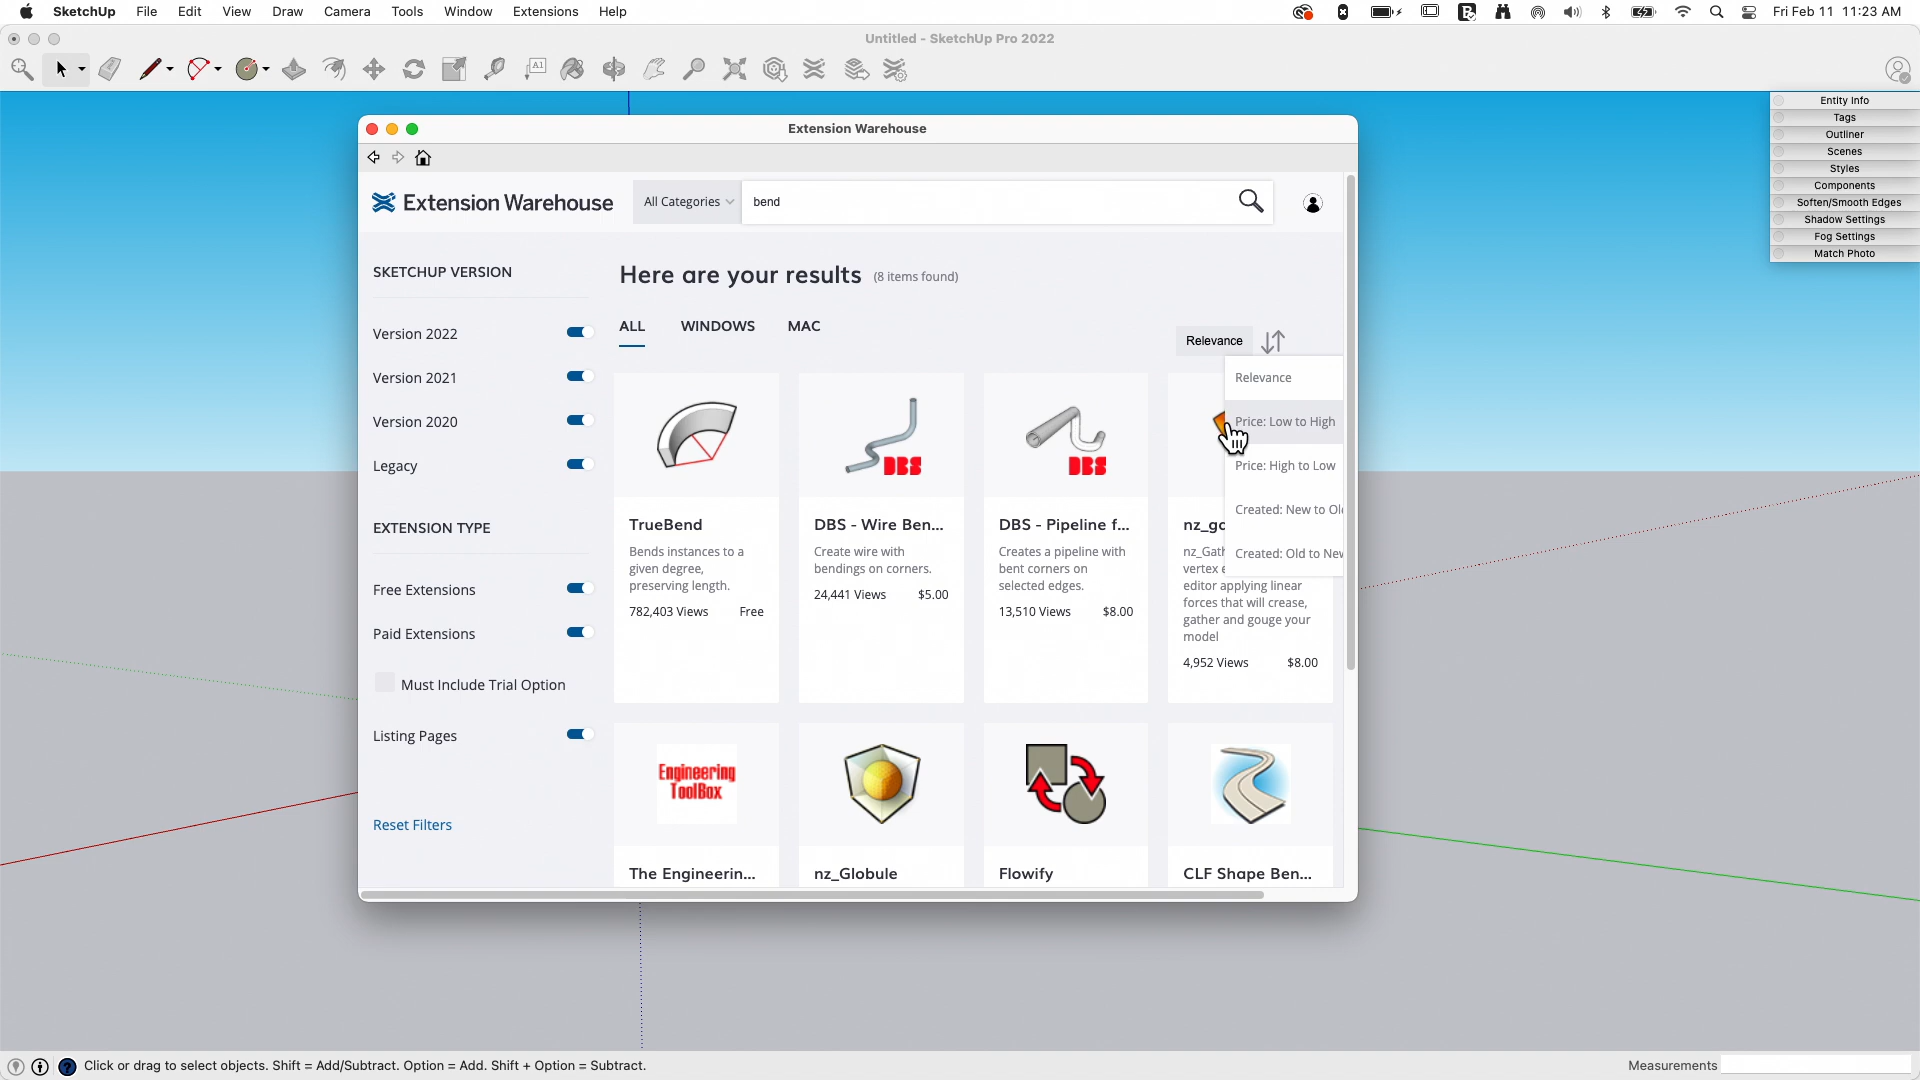 SketchUp File Edit View Draw Camera Tools Window Extensions Help
Fri Feb 11 11:23 AM
Untitled - SketchUp Pro 2022
A1
Entity Info
Tags
Outliner
Scenes
Styles
Components
Soften/Smooth Edges
Shadow Settings
Fog Settings
Match Photo
Extension Warehouse
Extension Warehouse
All Categories
bend
SKETCHUP VERSION
Version 2022
Version 2021
Version 2020
Legacy
EXTENSION TYPE
Free Extensions
Paid Extensions
Must Include Trial Option
Listing Pages
Reset Filters
Here are your results (8 items found)
ALL WINDOWS MAC
Relevance
Relevance
Price: Low to High
Price: High to Low
Created: New to Ol
Created: Old to New
TrueBend
Bends instances to a
given degree,
preserving length.
782,403 Views Free
DBS
DBS - Wire Ben...
Create wire with
bendings on corners.
24,441 Views $5.00
DBS
DBS - Pipeline f...
Creates a pipeline with
bent corners on
selected edges.
13,510 Views $8.00
nz_ga
nz_Gath
vertex e
editor applying linear
forces that will crease,
gather and gouge your
model
4,952 Views $8.00
Engineering
ToolBox
The Engineerin...
nz_Globule
Flowify
CLF Shape Ben...
Click or drag to select objects. Shift = Add/Subtract. Option = Add. Shift + Option = Subtract.
Measurements